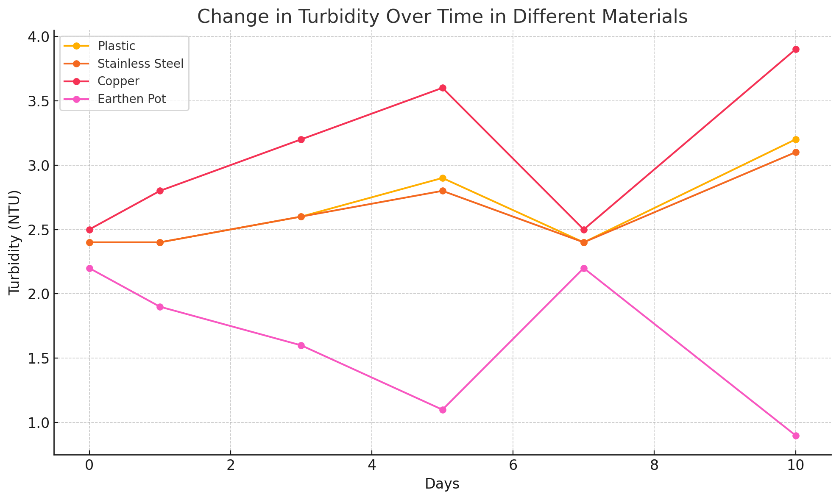 Change in Turbidity Over Time in Different Materials
Plastic
Stainless Steel
Copper
Earthen Pot
4.0
3.5
3.0
2.5
2.0
1.5
1.0
Turbidity (NTU)
0 2 4 6 8 10
Days